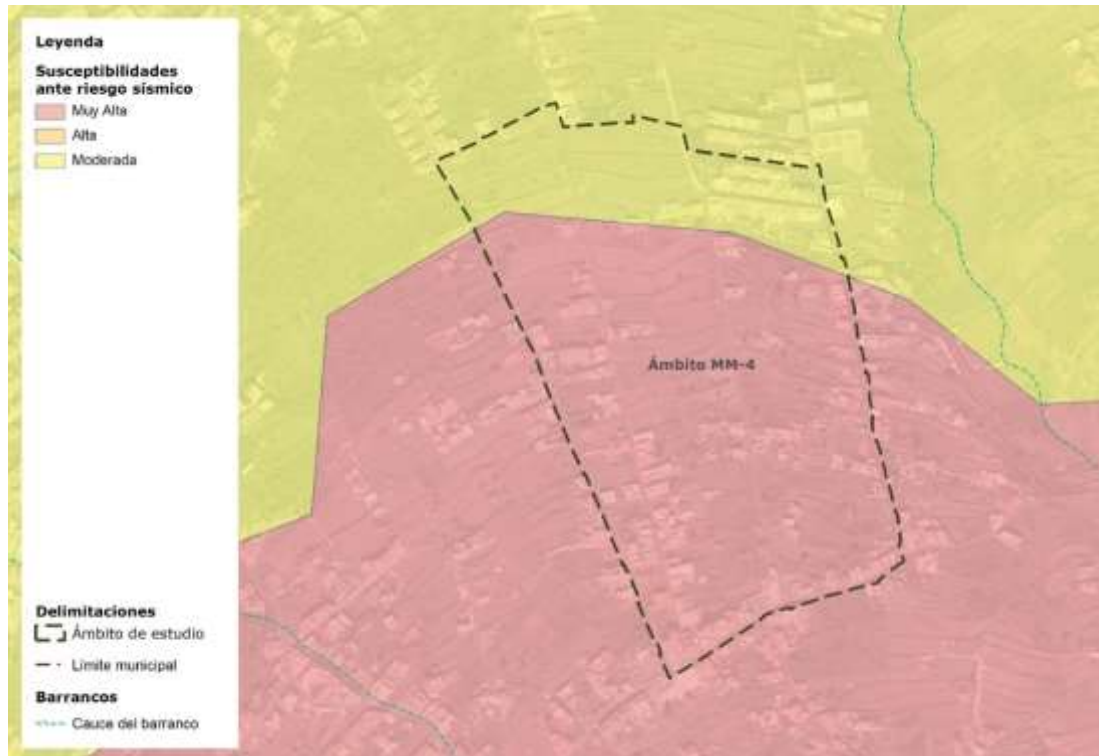 Leyenda
Susceptibilidades
ante riesgo sísmico
Muy Alta
Alta
Moderada
Ámbito MM-4
Delimitaciones
Ámbito de estudio
Límite municipal
Barrancos
Cauce del barranco